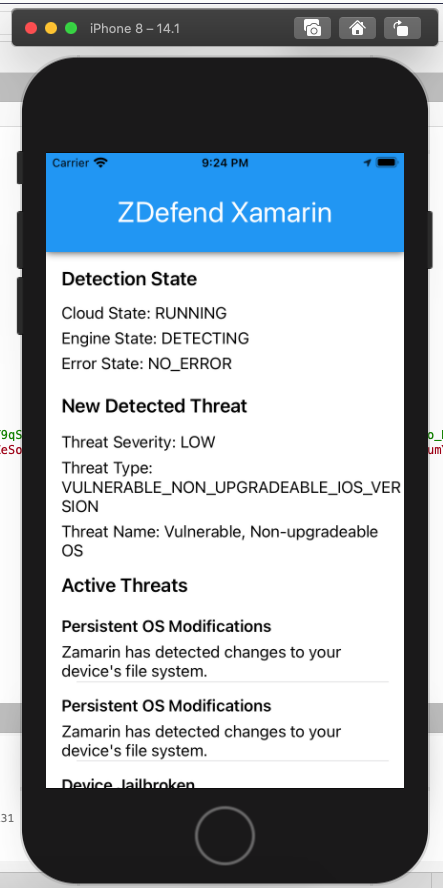 iPhone 8 – 14.1
Carrier
9:24 PM
ZDefend Xamarin
Detection State
Cloud State: RUNNING
Engine State: DETECTING
Error State: NO_ERROR
New Detected Threat
Threat Severity: LOW
Threat Type:
VULNERABLE_NON_UPGRADEABLE_IOS_VER
SION
Threat Name: Vulnerable, Non-upgradeable
OS
Active Threats
Persistent OS Modifications
Zamarin has detected changes to your
device's file system.
Persistent OS Modifications
Zamarin has detected changes to your
device's file system.
Device Jailbroken
31